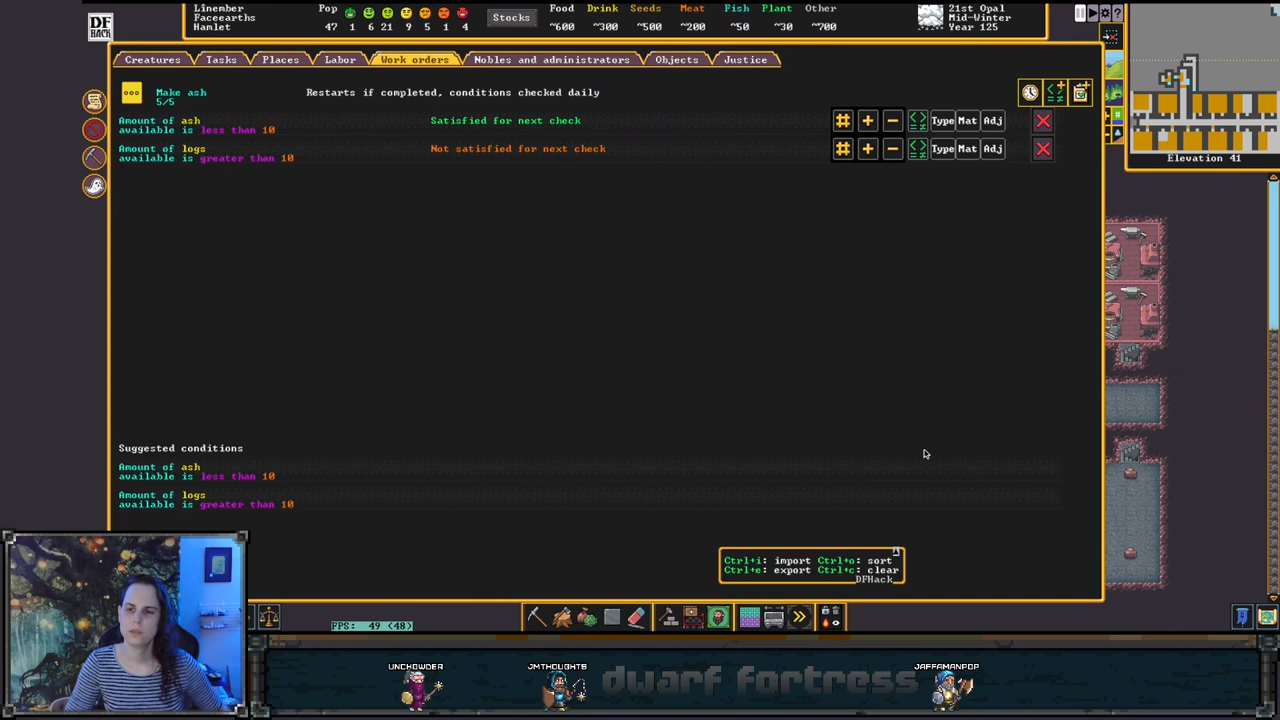 DF
HACK
Linember
Faceearths
Hamlet
Pop
47 1 6 21 9 5 1 4
Stocks
Food Drink Seeds Meat Fish Plant Other
~600 ~300 ~500 ~200 ~50 ~30 ~700
21st Opal
Mid-Winter
Year 125
Creatures Tasks Places Labor Work orders Nobles and administrators Objects Justice
Elevation 41
Make ash
5/5
Restarts if completed, conditions checked daily
Amount of ash
available is less than 10
Satisfied for next check
Type Mat Adj
Amount of logs
available is greater than 10
Not satisfied for next check
Type Mat Adj
Suggested conditions
Amount of ash
available is less than 10
Amount of logs
available is greater than 10
Ctrl+i: import Ctrl+o: sort
Ctrl+e: export Ctrl+c: clear
DFHack
FPS: 49 (48)
UNCHOWDER
JMTHOUGHTS
JAFFAMANPOP
dwarf fortress